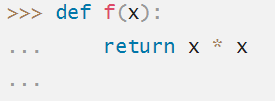 >>> def f(x):
...     return x * x
...